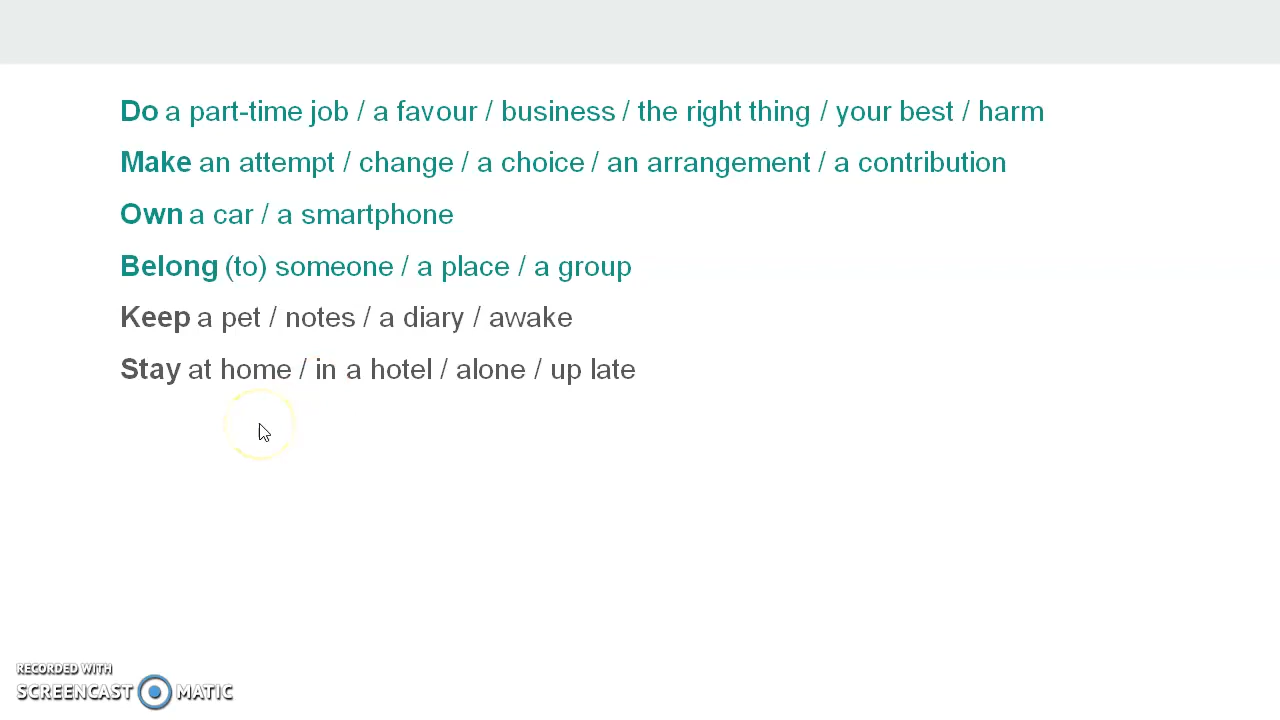 Do a part-time job / a favour / business / the right thing / your best / harm
Make an attempt / change / a choice / an arrangement / a contribution
Own a car / a smartphone
Belong (to) someone / a place / a group
Keep a pet / notes / a diary / awake
Stay at home / in a hotel / alone / up late
RECORDED WITH
SCREENCAST MATIC